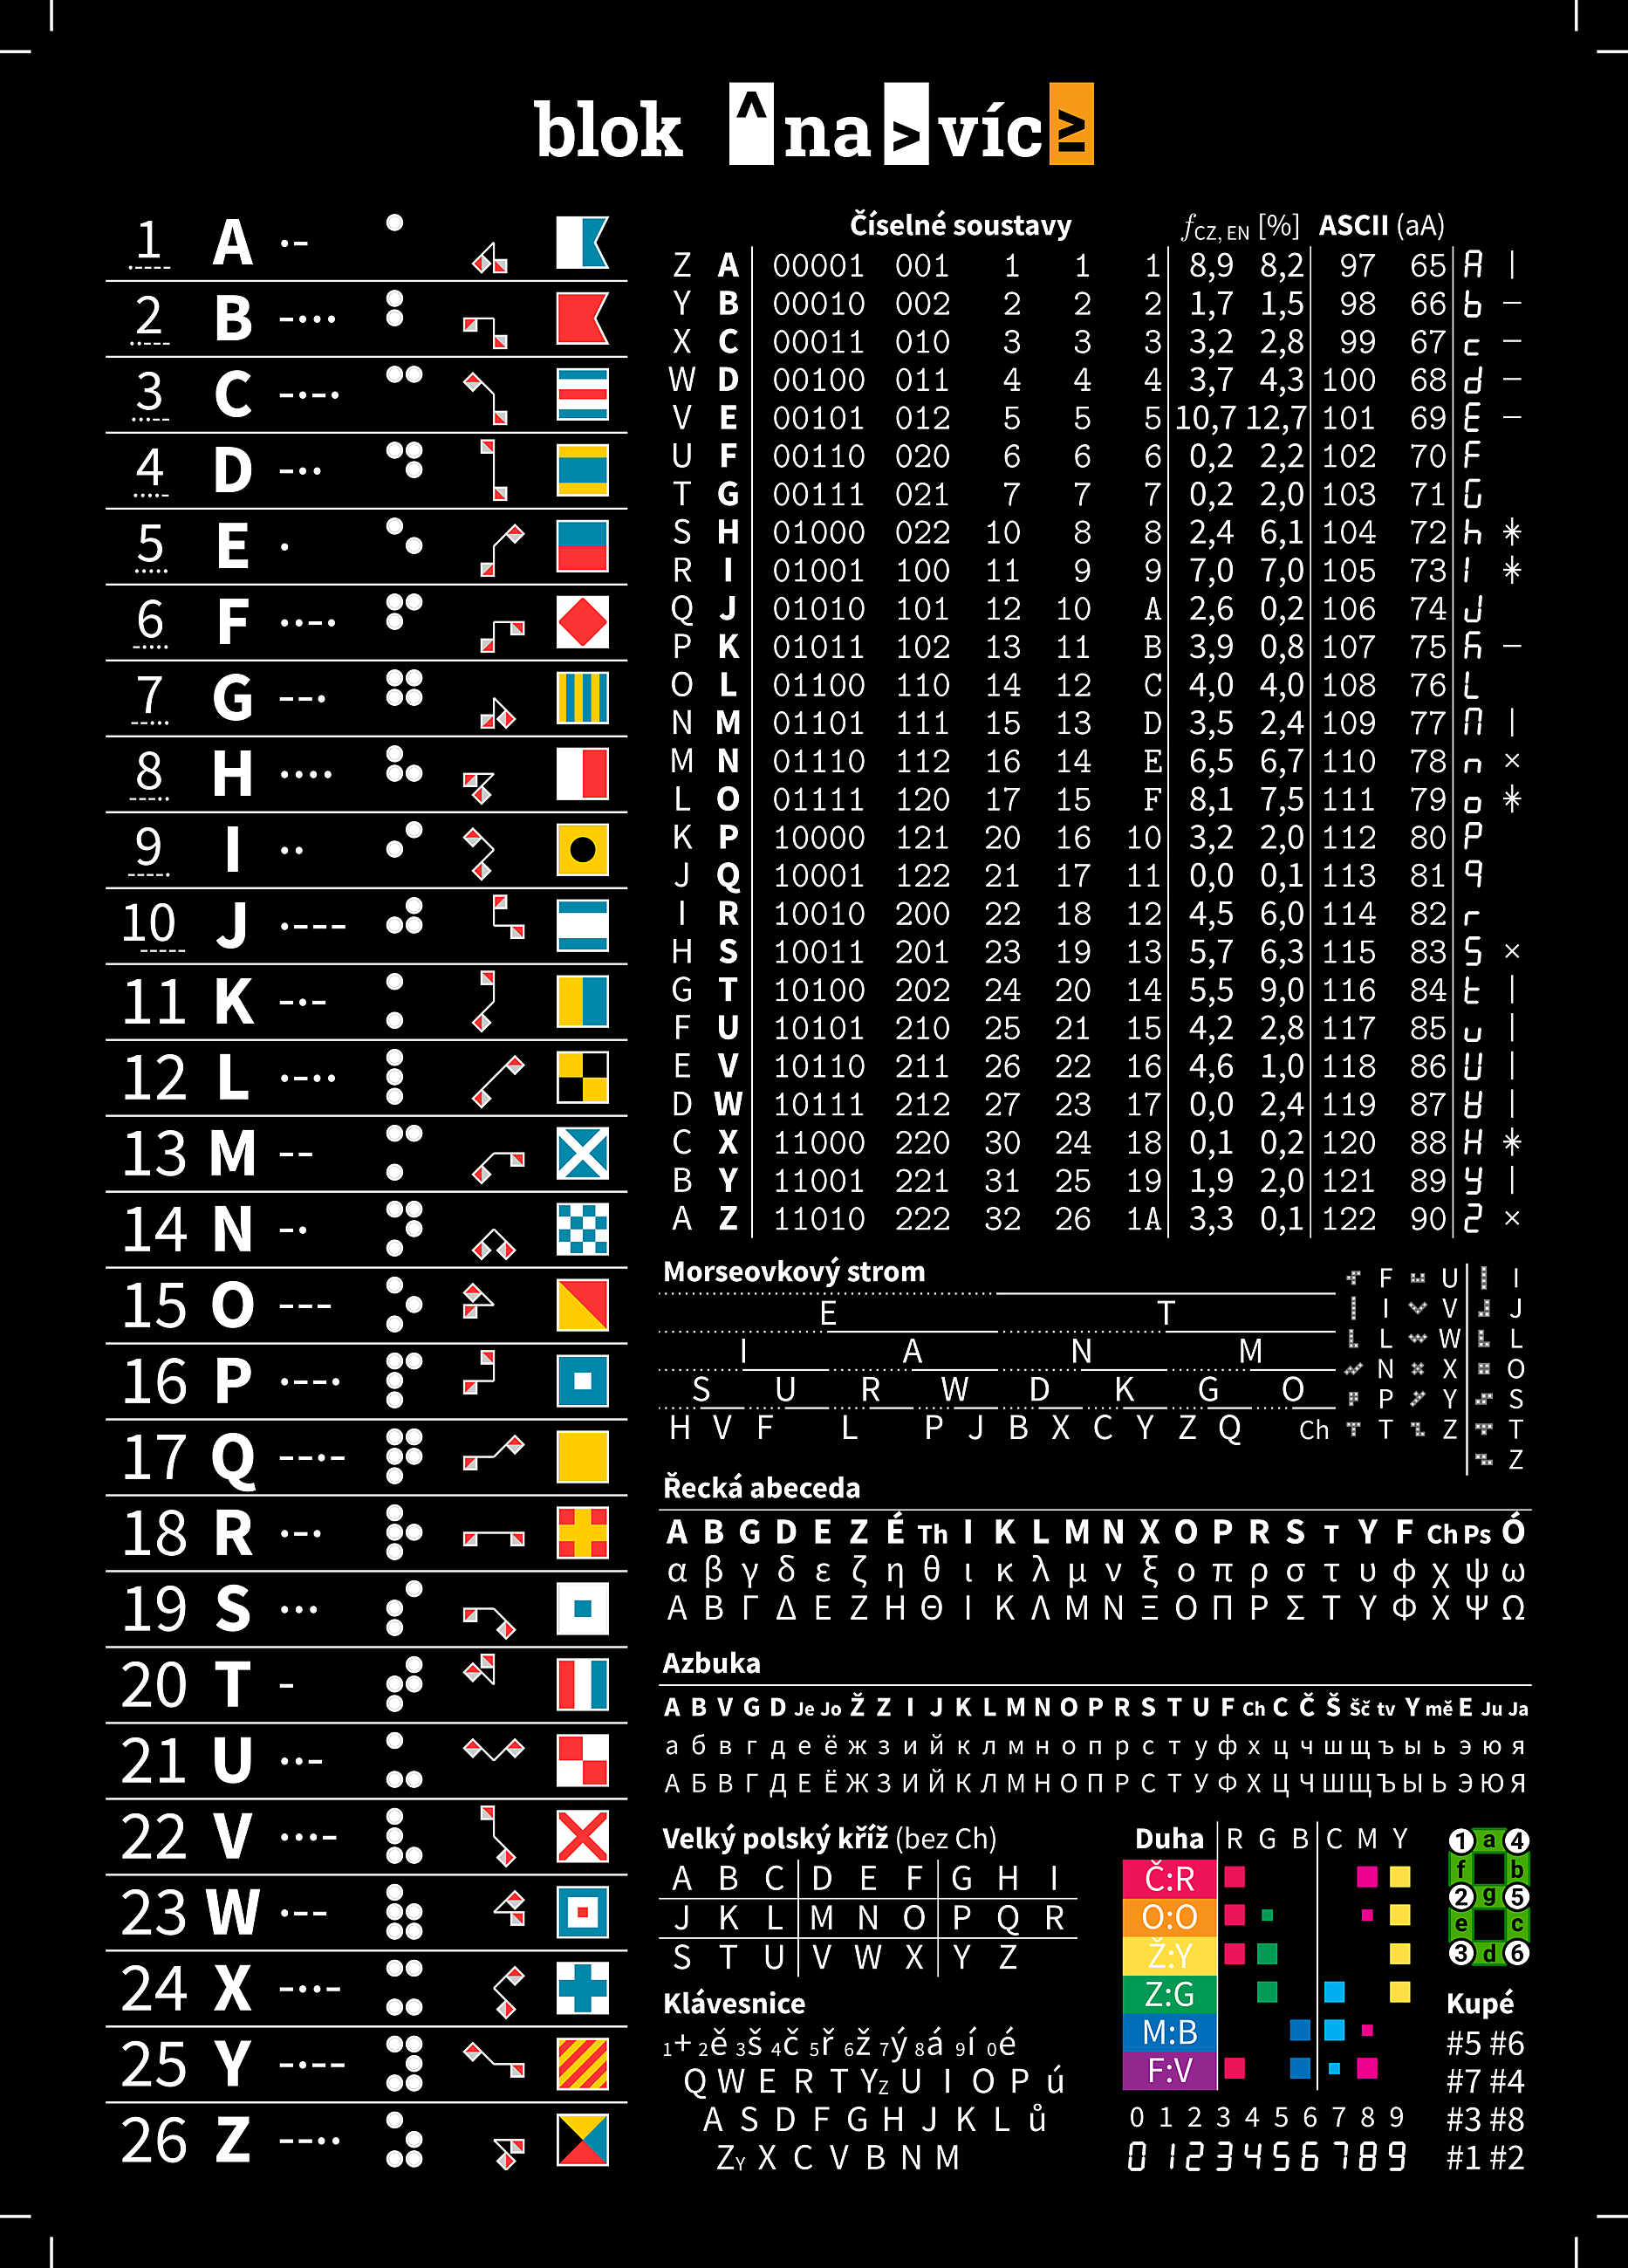 blok ^na>víc≥
1 A ·-
2 B -···
3 C -·-·
4 D -··
5 E ·
6 F ··-·
7 G --·
8 H ····
9 I ··
10 J ·---
11 K -·-
12 L ·-··
13 M --
14 N -·
15 O ---
16 P ·--·
17 Q --·-
18 R ·-·
19 S ···
20 T -
21 U ··-
22 V ···-
23 W ·--
24 X -··-
25 Y -·--
26 Z --··
Číselné soustavy fCZ, EN [%] ASCII (aA)
Z A 00001 001 1 1 1 8,9 8,2 97 65 A |
Y B 00010 002 2 2 2 1,7 1,5 98 66 b –
X C 00011 010 3 3 3 3,2 2,8 99 67 c –
W D 00100 011 4 4 4 3,7 4,3 100 68 d –
V E 00101 012 5 5 5 10,7 12,7 101 69 E –
U F 00110 020 6 6 6 0,2 2,2 102 70 F
T G 00111 021 7 7 7 0,2 2,0 103 71 G
S H 01000 022 10 8 8 2,4 6,1 104 72 h ✳
R I 01001 100 11 9 9 7,0 7,0 105 73 I ✳
Q J 01010 101 12 10 A 2,6 0,2 106 74 J
P K 01011 102 13 11 B 3,9 0,8 107 75 K –
O L 01100 110 14 12 C 4,0 4,0 108 76 L
N M 01101 111 15 13 D 3,5 2,4 109 77 M |
M N 01110 112 16 14 E 6,5 6,7 110 78 n ×
L O 01111 120 17 15 F 8,1 7,5 111 79 o ✳
K P 10000 121 20 16 10 3,2 2,0 112 80 P
J Q 10001 122 21 17 11 0,0 0,1 113 81 q
I R 10010 200 22 18 12 4,5 6,0 114 82 r
H S 10011 201 23 19 13 5,7 6,3 115 83 S ×
G T 10100 202 24 20 14 5,5 9,0 116 84 t |
F U 10101 210 25 21 15 4,2 2,8 117 85 u |
E V 10110 211 26 22 16 4,6 1,0 118 86 U |
D W 10111 212 27 23 17 0,0 2,4 119 87 W |
C X 11000 220 30 24 18 0,1 0,2 120 88 H ✳
B Y 11001 221 31 25 19 1,9 2,0 121 89 y |
A Z 11010 222 32 26 1A 3,3 0,1 122 90 2 ×
Morseovkový strom
E T
I A N M
S U R W D K G O
H V F L P J B X C Y Z Q Ch
F U I
I V J
L W L
N X O
P Y S
T Z T
Z
Řecká abeceda
A B G D E Z É Th I K L M N X O P R S T Y F Ch Ps Ó
α β γ δ ε ζ η θ ι κ λ μ ν ξ ο π ρ σ τ υ φ χ ψ ω
Α Β Γ Δ Ε Ζ Η Θ Ι Κ Λ Μ Ν Ξ Ο Π Ρ Σ Τ Υ Φ Χ Ψ Ω
Azbuka
A B V G D Je Jo Ž Z I J K L M N O P R S T U F Ch C Č Š Šč tv Y mě E Ju Ja
а б в г д е ё ж з и й к л м н о п р с т у ф х ц ч ш щ ъ ы ь э ю я
А Б В Г Д Е Ё Ж З И Й К Л М Н О П Р С Т У Ф Х Ц Ч Ш Щ Ъ Ы Ь Э Ю Я
Velký polský kříž (bez Ch)
A B C D E F G H I
J K L M N O P Q R
S T U V W X Y Z
Klávesnice
1+ 2ě 3š 4č 5ř 6ž 7ý 8á 9í 0é
Q W E R T YZ U I O P ú
A S D F G H J K L ů
ZY X C V B N M
Duha R G B C M Y
Č:R
O:O
Ž:Y
Z:G
M:B
F:V
0 1 2 3 4 5 6 7 8 9
0 1 2 3 4 5 6 7 8 9
1 a 4
f b
2 g 5
e c
3 d 6
Kupé
#5 #6
#7 #4
#3 #8
#1 #2